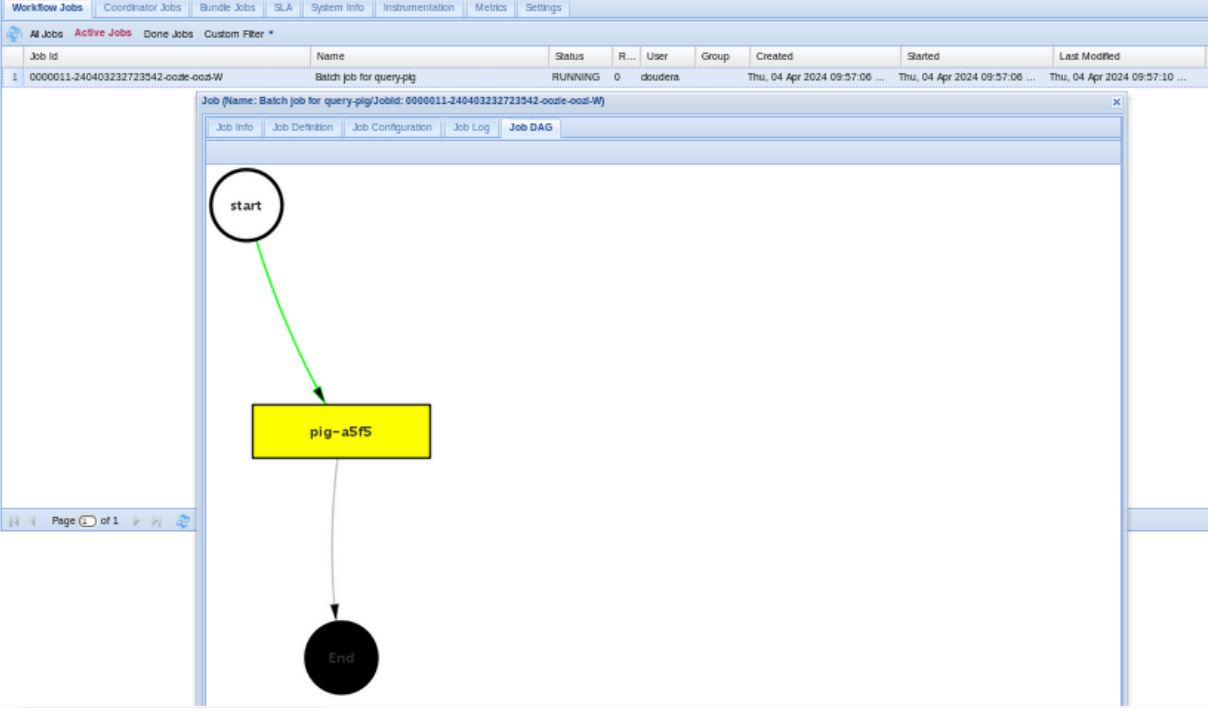 Workflow Jobs Coordinator Jobs Bundle Jobs SLA System Info Instrumentation Metrics Settings
All Jobs Active Jobs Done Jobs Custom Filter
Job Id Name Status R... User Group Created Started Last Modified
1 0000011-240403232723542-oozie-oozi-W Batch job for query-pig RUNNING 0 cloudera Thu, 04 Apr 2024 09:57:06 ... Thu, 04 Apr 2024 09:57:06 ... Thu, 04 Apr 2024 09:57:10 ...
Job (Name: Batch job for query-pig/JobId: 0000011-240403232723542-oozie-oozi-W)
Job Info Job Definition Job Configuration Job Log Job DAG
start
pig-a5f5
Page 1 of 1
End